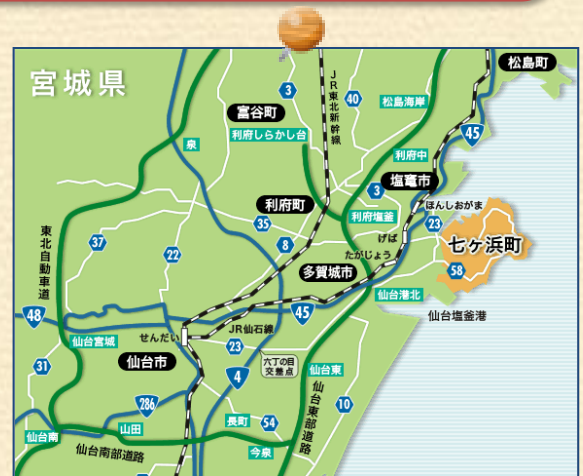 宮城県
松島町
JR東北新幹線
3
40
松島海岸
富谷町
利府しらかし台
45
泉
利府中
塩竈市
3
利府町
ほんしおがま
利府塩釜
35
23
七ヶ浜町
東北自動車道
37
げば
8
22
たがじょう
多賀城市
58
仙台港北
48
45
仙台塩釜港
せんだい
JR仙石線
仙台宮城
23
仙台市
六丁の目
交差点
仙台東
31
4
仙台東部道路
286
10
長町
54
山田
仙台南
仙台南部道路
今泉